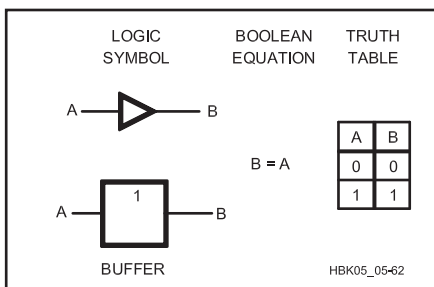 LOGIC SYMBOL BOOLEAN EQUATION TRUTH TABLE
A B
B = A
A B
0 0
1 1
A 1 B
BUFFER
HBK05_05-62